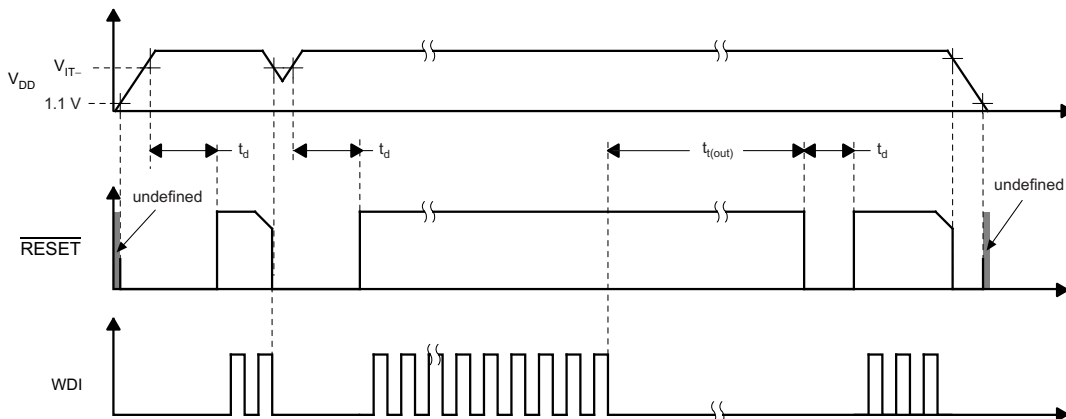 V_IT–
V_DD
1.1 V
t_d
t_d
t_t(out)
t_d
undefined
undefined
RESET
WDI